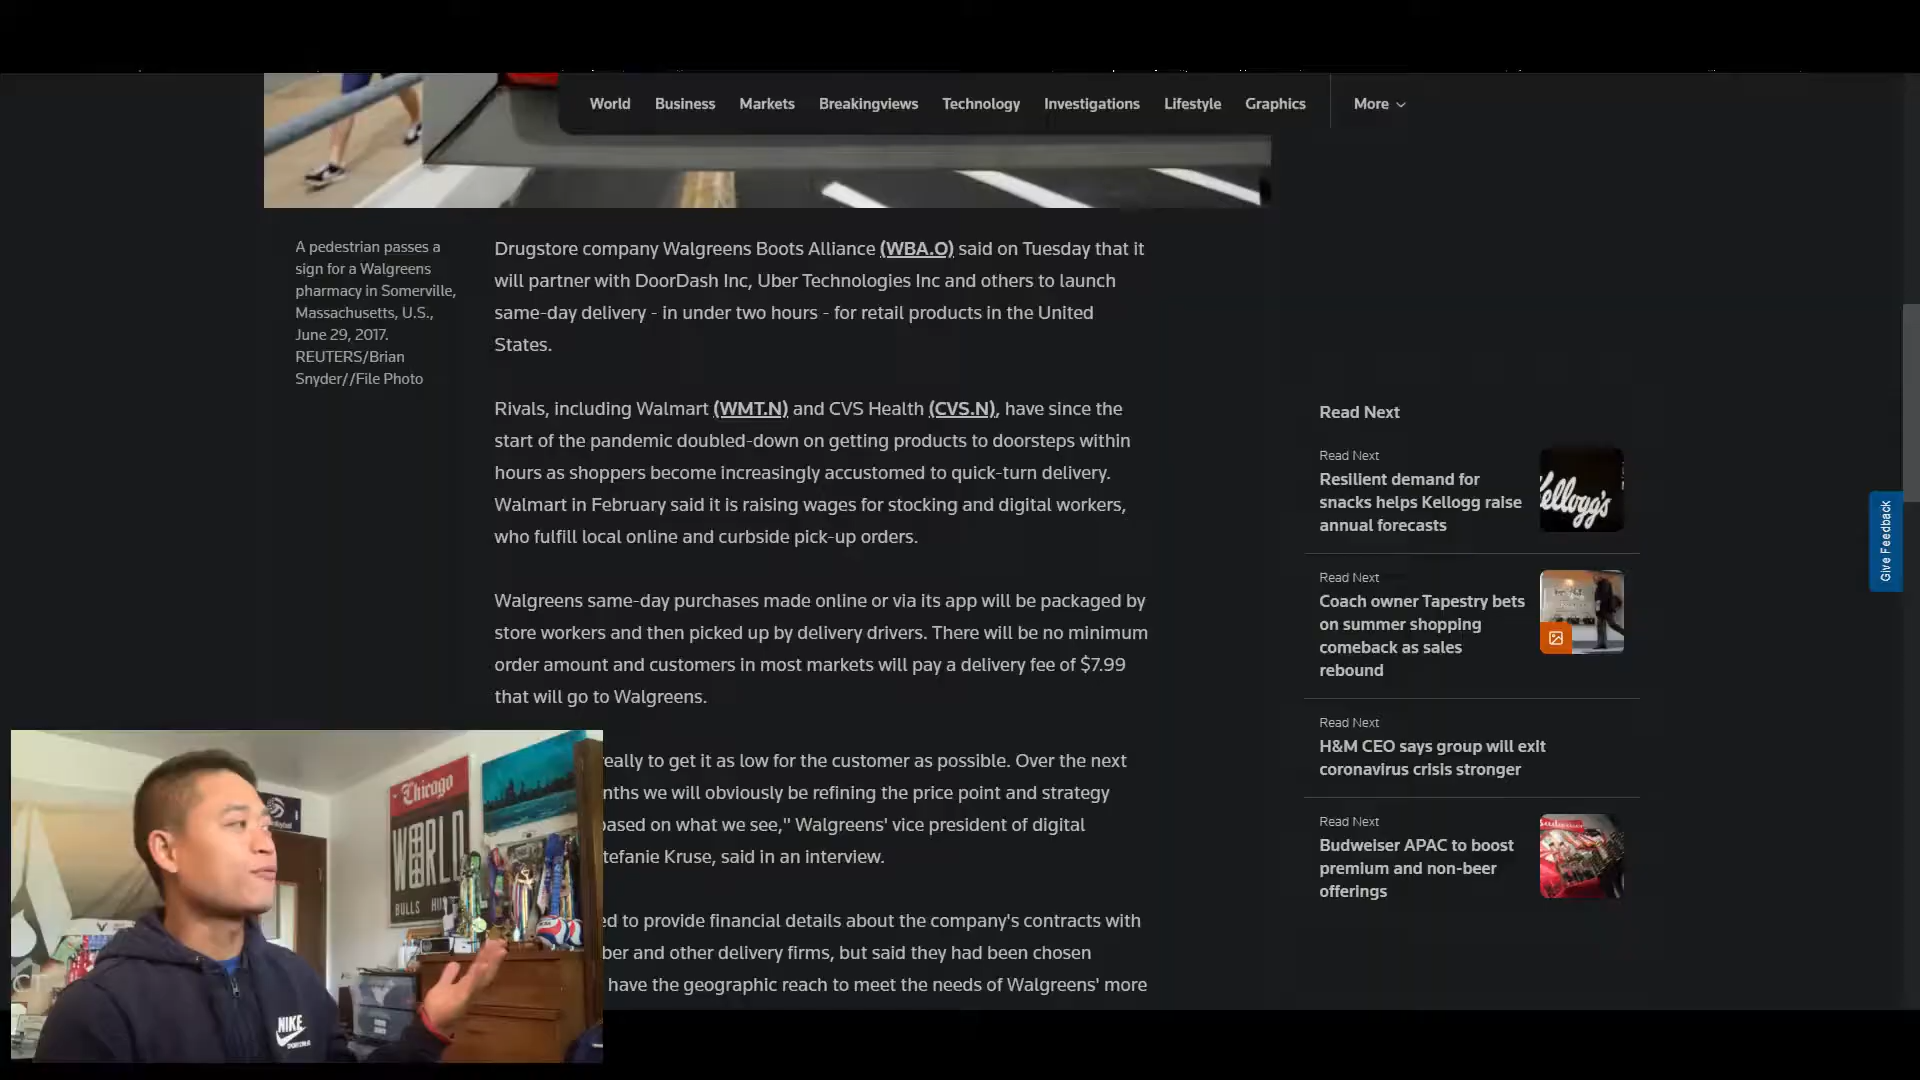 World Business Markets Breakingviews Technology Investigations Lifestyle Graphics More
A pedestrian passes a
sign for a Walgreens
pharmacy in Somerville,
Massachusetts, U.S.,
June 29, 2017.
REUTERS/Brian
Snyder//File Photo
Drugstore company Walgreens Boots Alliance (WBA.O) said on Tuesday that it
will partner with DoorDash Inc, Uber Technologies Inc and others to launch
same-day delivery - in under two hours - for retail products in the United
States.
Rivals, including Walmart (WMT.N) and CVS Health (CVS.N), have since the
start of the pandemic doubled-down on getting products to doorsteps within
hours as shoppers become increasingly accustomed to quick-turn delivery.
Walmart in February said it is raising wages for stocking and digital workers,
who fulfill local online and curbside pick-up orders.
Walgreens same-day purchases made online or via its app will be packaged by
store workers and then picked up by delivery drivers. There will be no minimum
order amount and customers in most markets will pay a delivery fee of $7.99
that will go to Walgreens.
eally to get it as low for the customer as possible. Over the next
nths we will obviously be refining the price point and strategy
based on what we see," Walgreens' vice president of digital
tefanie Kruse, said in an interview.
ed to provide financial details about the company's contracts with
ber and other delivery firms, but said they had been chosen
have the geographic reach to meet the needs of Walgreens' more
Read Next
Read Next
Resilient demand for
snacks helps Kellogg raise
annual forecasts
Kellogg's
Read Next
Coach owner Tapestry bets
on summer shopping
comeback as sales
rebound
Read Next
H&M CEO says group will exit
coronavirus crisis stronger
Read Next
Budweiser APAC to boost
premium and non-beer
offerings
Give Feedback
Chicago
WORLD
BULLS
NIKE